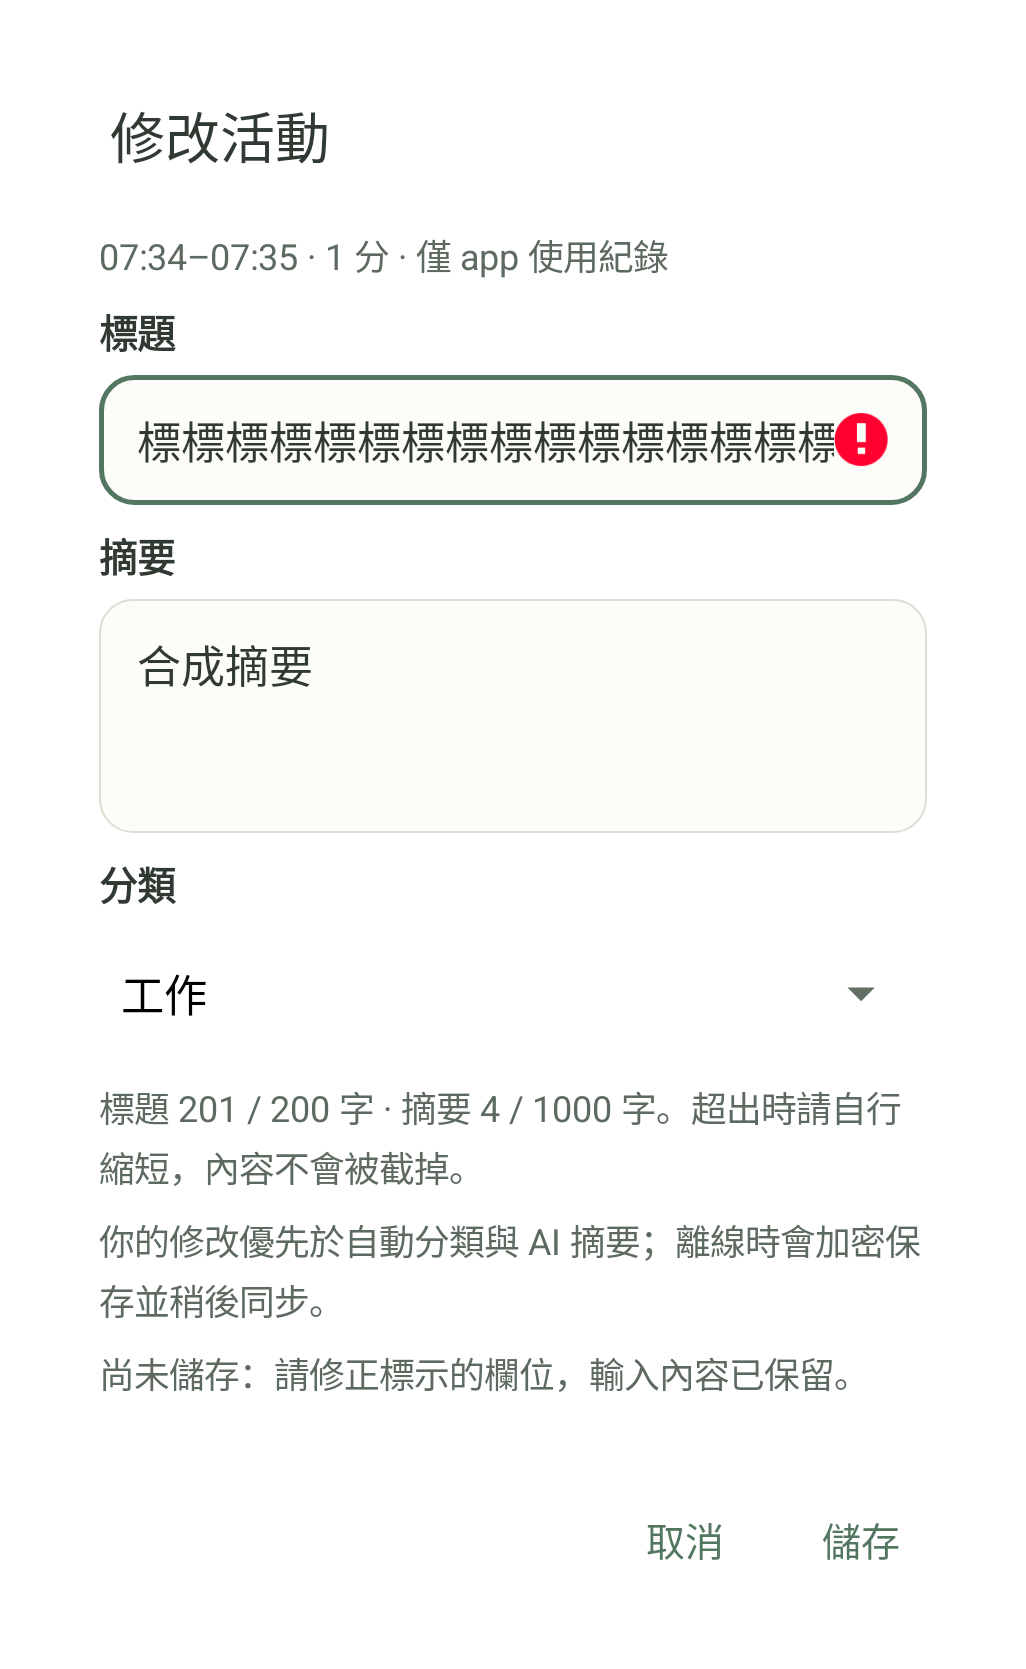 修改活動
07:34–07:35 · 1 分 · 僅 app 使用紀錄
標題
標標標標標標標標標標標標標標標標
摘要
合成摘要
分類
工作
標題 201 / 200 字 · 摘要 4 / 1000 字。超出時請自行
縮短，內容不會被截掉。
你的修改優先於自動分類與 AI 摘要；離線時會加密保
存並稍後同步。
尚未儲存：請修正標示的欄位，輸入內容已保留。
取消 儲存